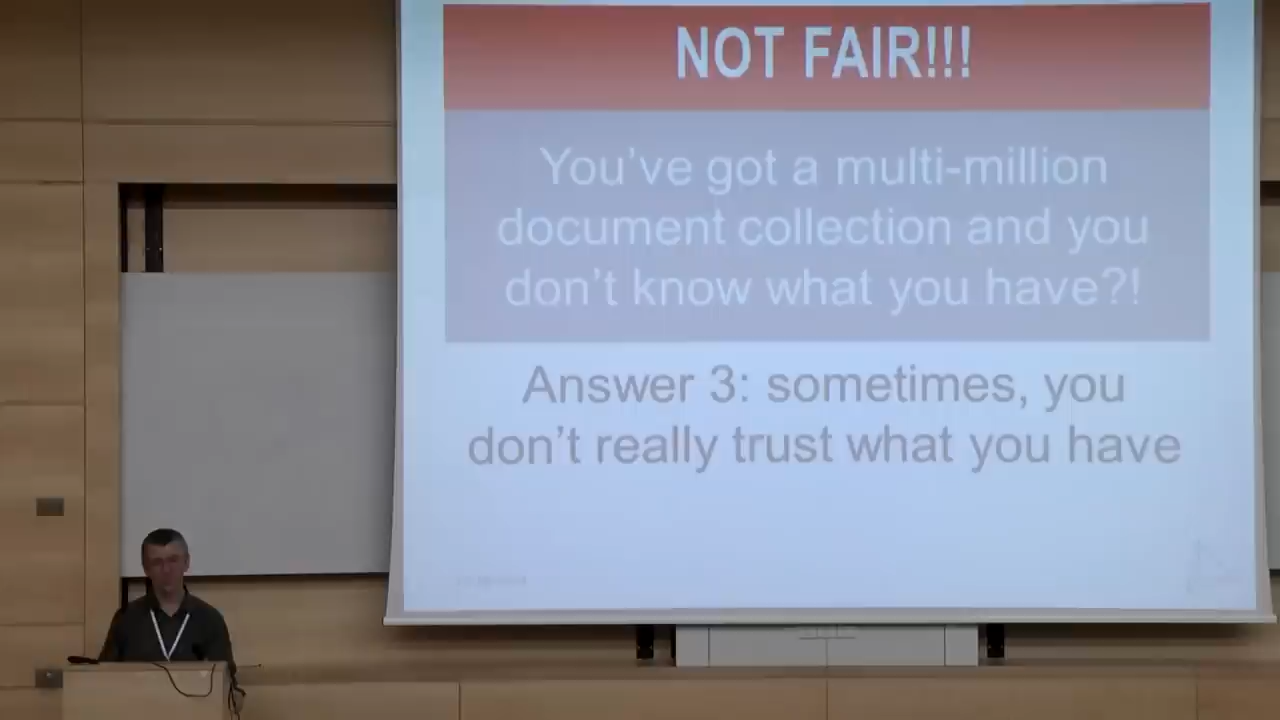 NOT FAIR!!!
You've got a multi-million
document collection and you
don't know what you have?!
Answer 3: sometimes, you
don't really trust what you have